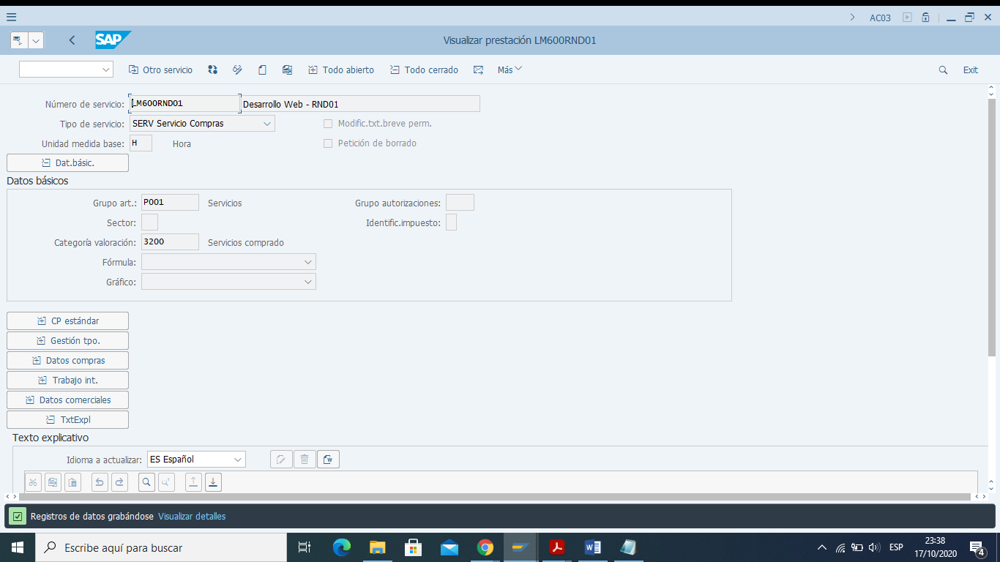 AC03
SAP
Visualizar prestación LM600RND01
Otro servicio Todo abierto Todo cerrado Más Exit
Número de servicio: LM600RND01 Desarrollo Web - RND01
Tipo de servicio: SERV Servicio Compras Modific.txt.breve perm.
Unidad medida base: H Hora Petición de borrado
Dat.básic.
Datos básicos
Grupo art.: P001 Servicios Grupo autorizaciones:
Sector: Identific.impuesto:
Categoría valoración: 3200 Servicios comprado
Fórmula:
Gráfico:
CP estándar
Gestión tpo.
Datos compras
Trabajo int.
Datos comerciales
TxtExpl
Texto explicativo
Idioma a actualizar: ES Español
Registros de datos grabándose Visualizar detalles
Escribe aquí para buscar
ESP
23:38
17/10/2020
4